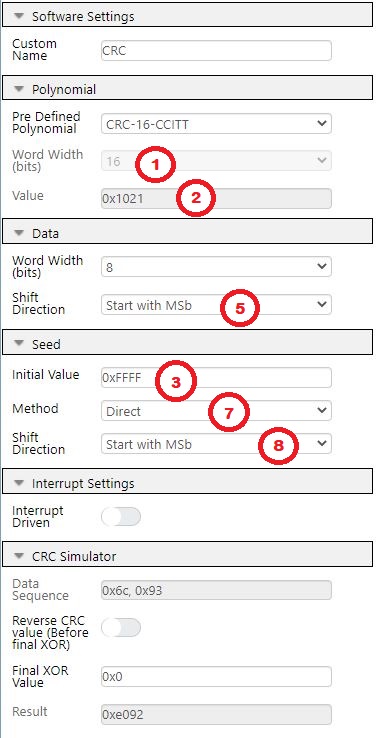 Software Settings
Custom
Name
CRC
Polynomial
Pre Defined
Polynomial
CRC-16-CCITT
Word Width
(bits)
16
1
Value
0x1021
2
Data
Word Width
(bits)
8
Shift
Direction
Start with MSb
5
Seed
Initial Value
0xFFFF
3
Method
Direct
7
Shift
Direction
Start with MSb
8
Interrupt Settings
Interrupt
Driven
CRC Simulator
Data
Sequence
0x6c, 0x93
Reverse CRC
value (Before
final XOR)
Final XOR
Value
0x0
Result
0xe092